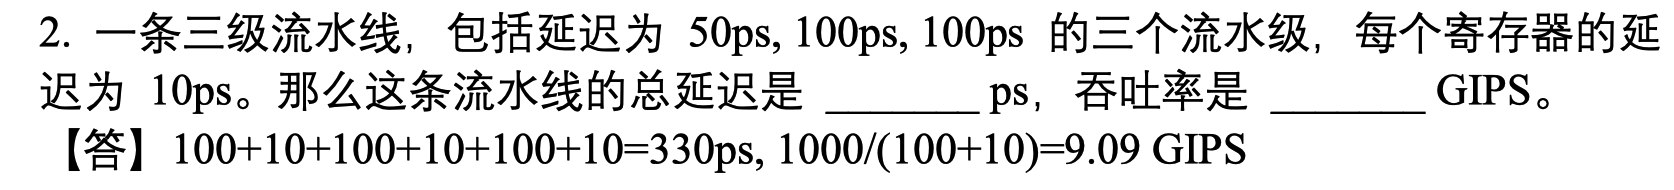 2. 一条三级流水线，包括延迟为 50ps, 100ps, 100ps 的三个流水级，每个寄存器的延
迟为 10ps。那么这条流水线的总延迟是 _______ ps，吞吐率是 _______ GIPS。
【答】100+10+100+10+100+10=330ps, 1000/(100+10)=9.09 GIPS